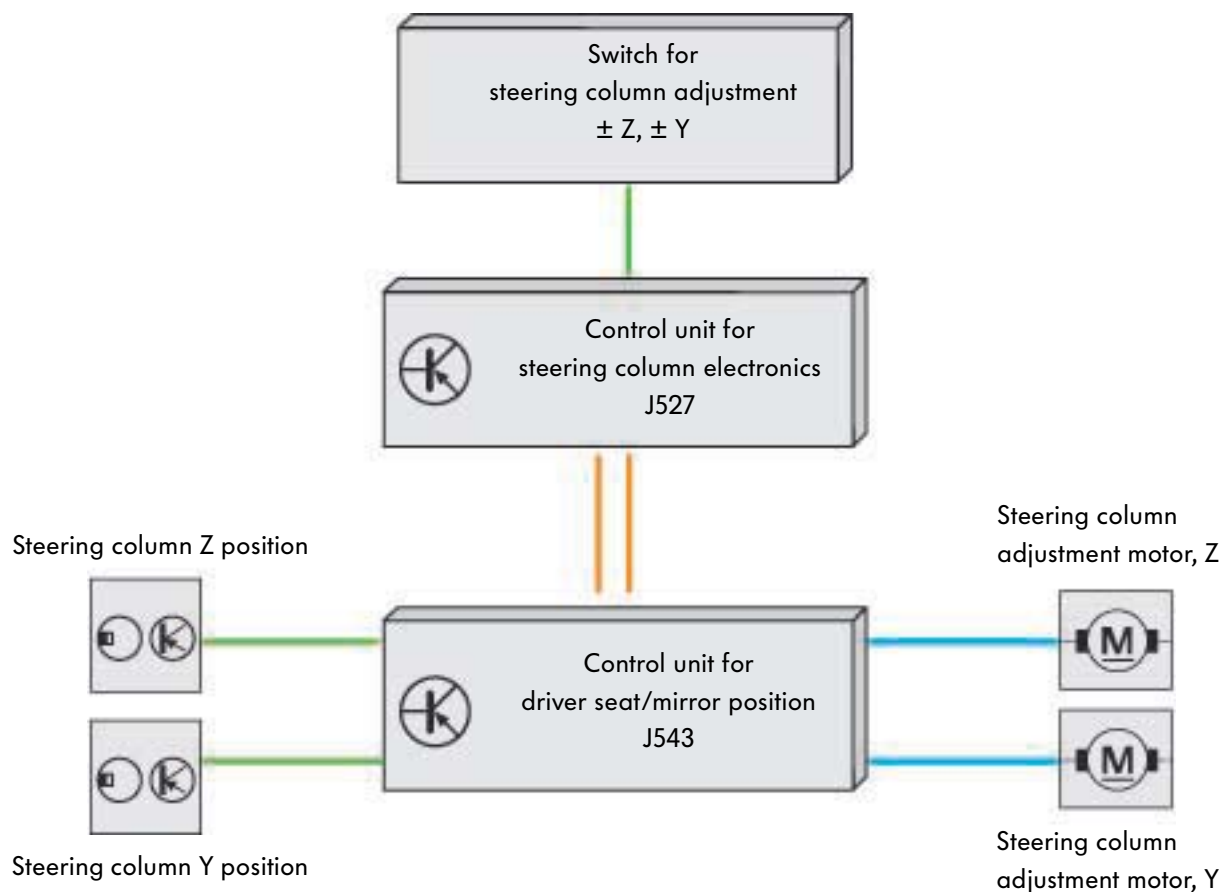 Switch for
steering column adjustment
± Z, ± Y
Control unit for
steering column electronics
J527
Steering column Z position
Steering column
adjustment motor, Z
Control unit for
driver seat/mirror position
J543
M
M
Steering column Y position
Steering column
adjustment motor, Y